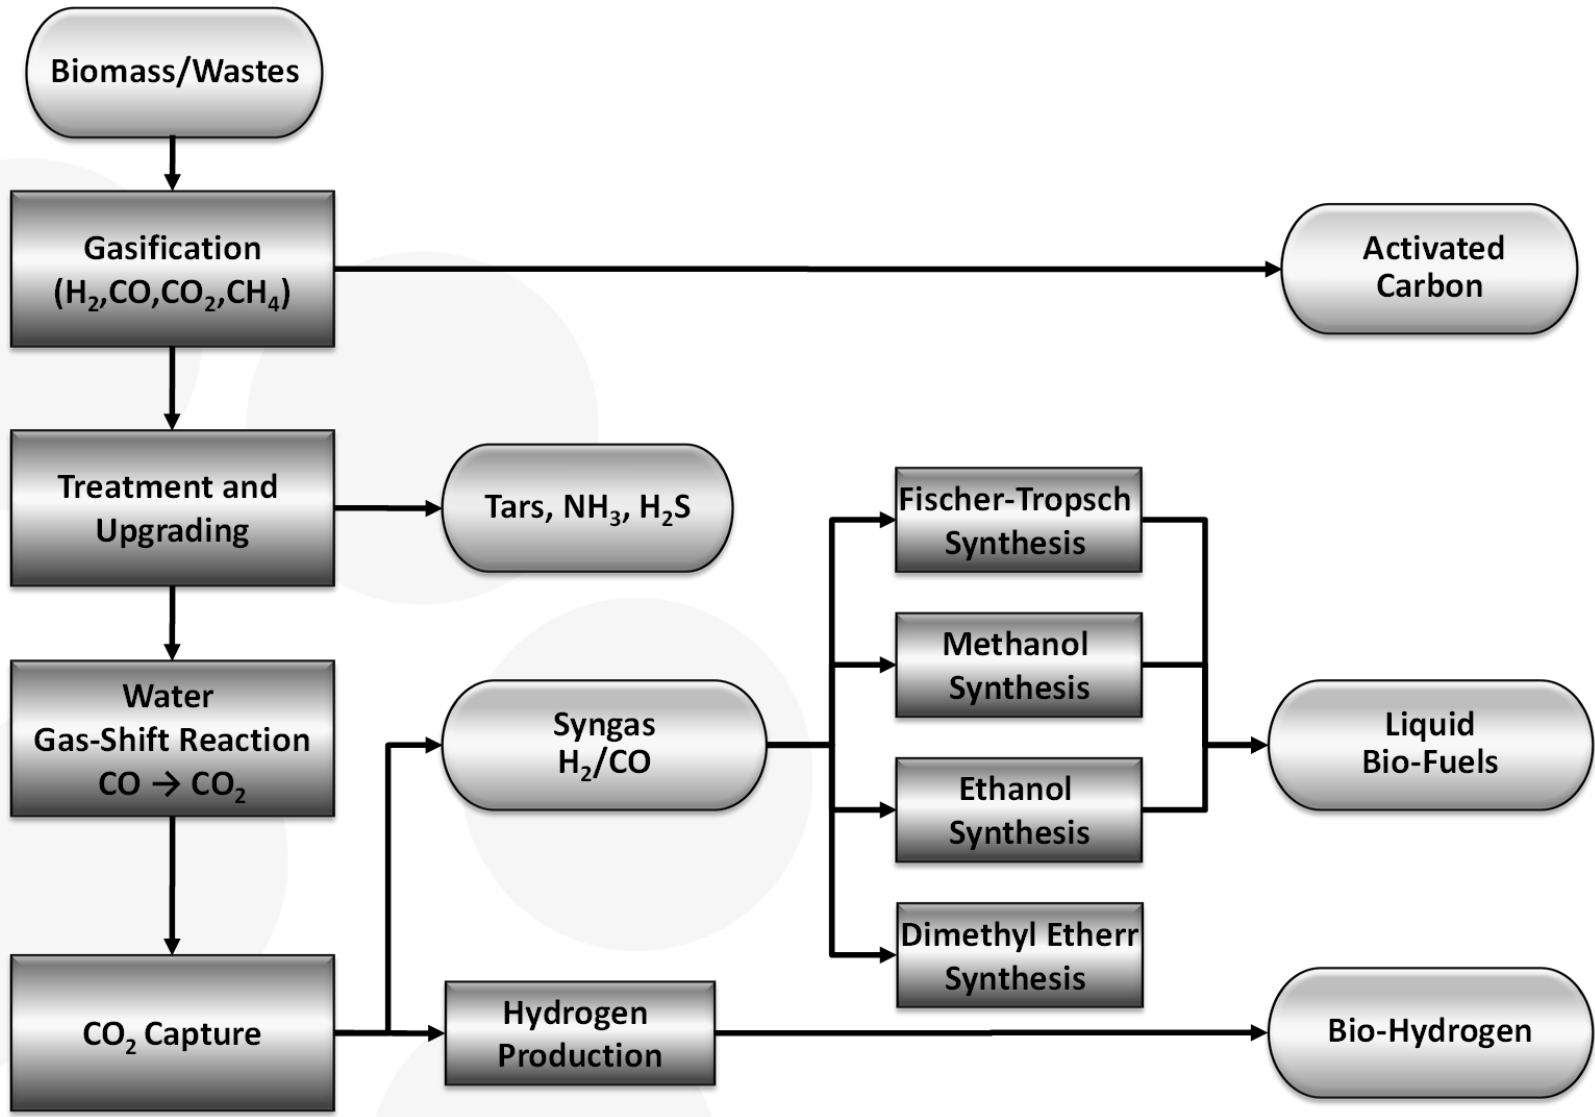 Biomass/Wastes
Gasification
(H₂,CO,CO₂,CH₄)
Activated
Carbon
Treatment and
Upgrading
Tars, NH₃, H₂S
Fischer-Tropsch
Synthesis
Methanol
Synthesis
Water
Gas-Shift Reaction
CO → CO₂
Syngas
H₂/CO
Liquid
Bio-Fuels
Ethanol
Synthesis
Dimethyl Etherr
Synthesis
CO₂ Capture
Hydrogen
Production
Bio-Hydrogen